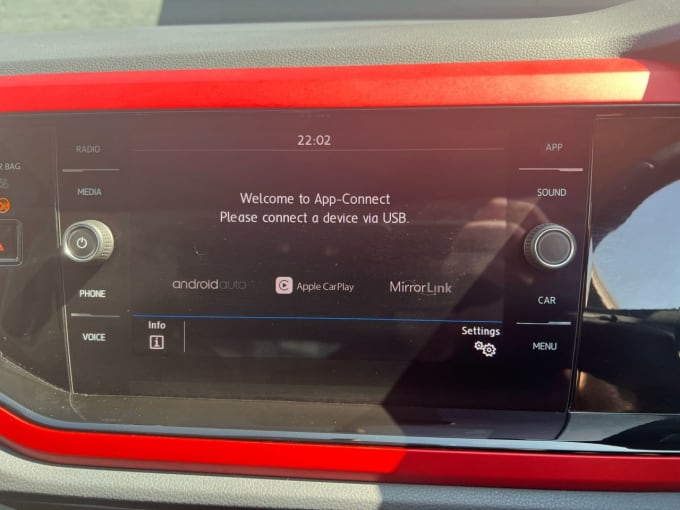 22:02
RADIO
APP
R BAG
MEDIA
SOUND
Welcome to App-Connect
Please connect a device via USB.
androidauto
Apple CarPlay
MirrorLink
PHONE
CAR
Info
Settings
VOICE
MENU